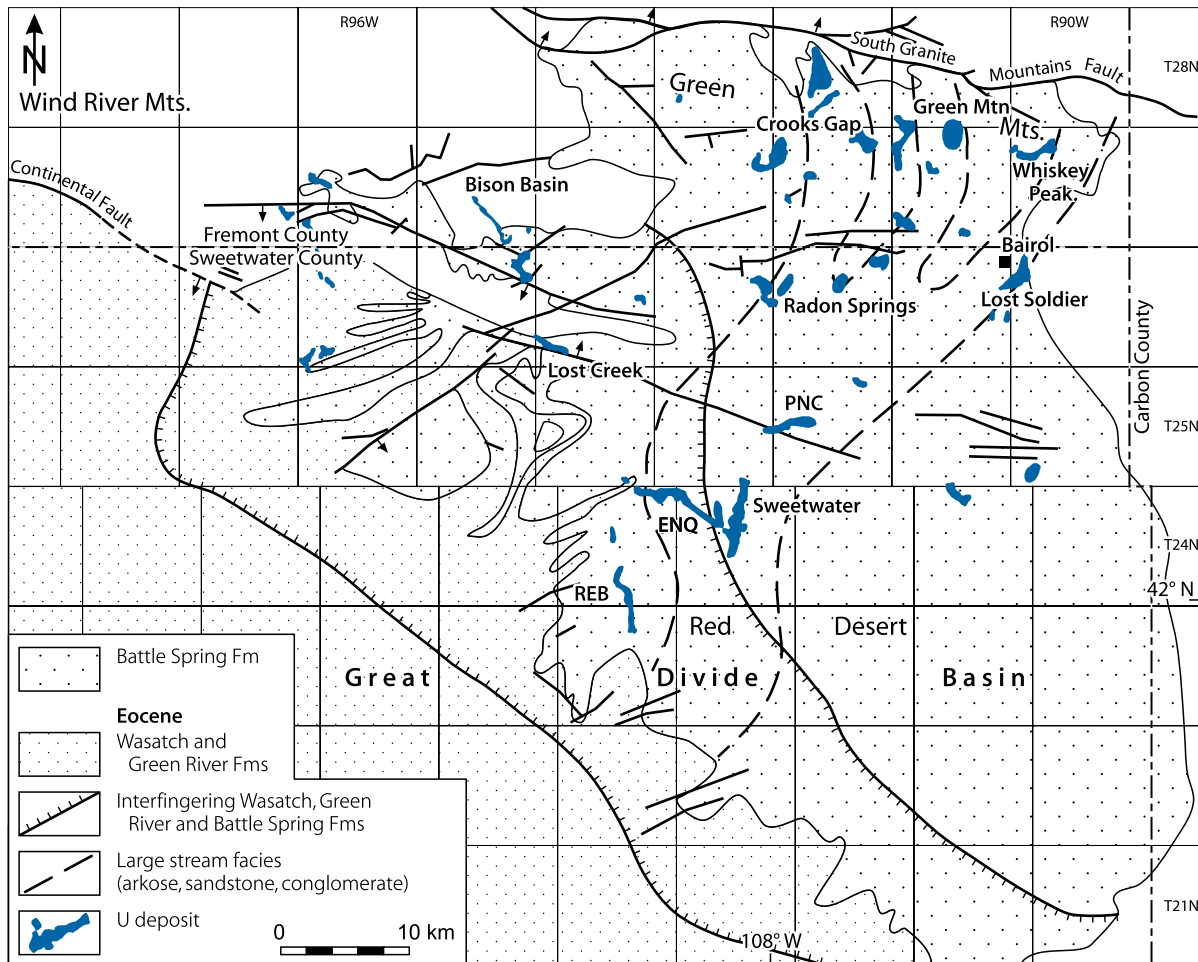 R96W
R90W
N
Wind River Mts.
South Granite
Mountains Fault
T28N
Green
Mts.
Crooks Gap
Green Mtn
Whiskey
Peak.
Continental Fault
Bison Basin
Fremont County
Sweetwater County
Bairol
Lost Soldier
Radon Springs
Carbon County
Lost Creek
PNC
T25N
ENQ
Sweetwater
T24N
REB
42° N
Red
Desert
Great
Divide
Basin
Battle Spring Fm
Eocene
Wasatch and
Green River Fms
Interfingering Wasatch, Green
River and Battle Spring Fms
Large stream facies
(arkose, sandstone, conglomerate)
U deposit
0
10 km
108° W
T21N